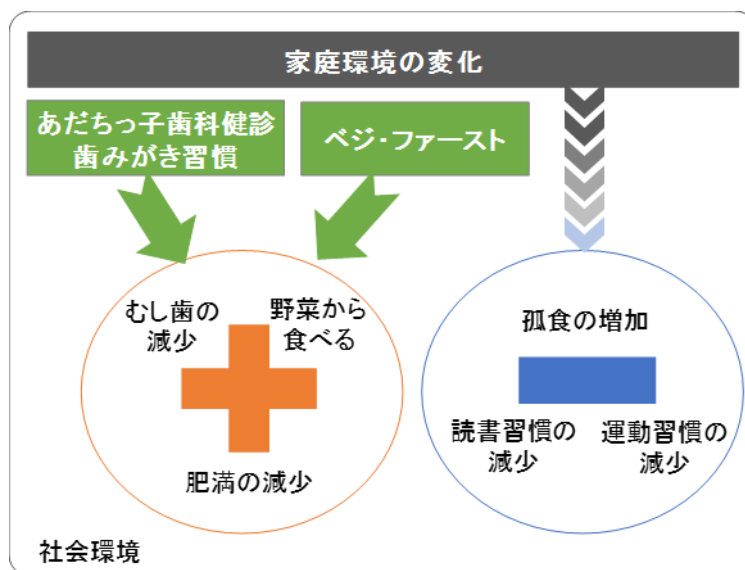 家庭環境の変化
あだちっ子歯科健診
歯みがき習慣
ベジ・ファースト
むし歯の
減少
野菜から
食べる
肥満の減少
孤食の増加
読書習慣の
減少
運動習慣の
減少
社会環境